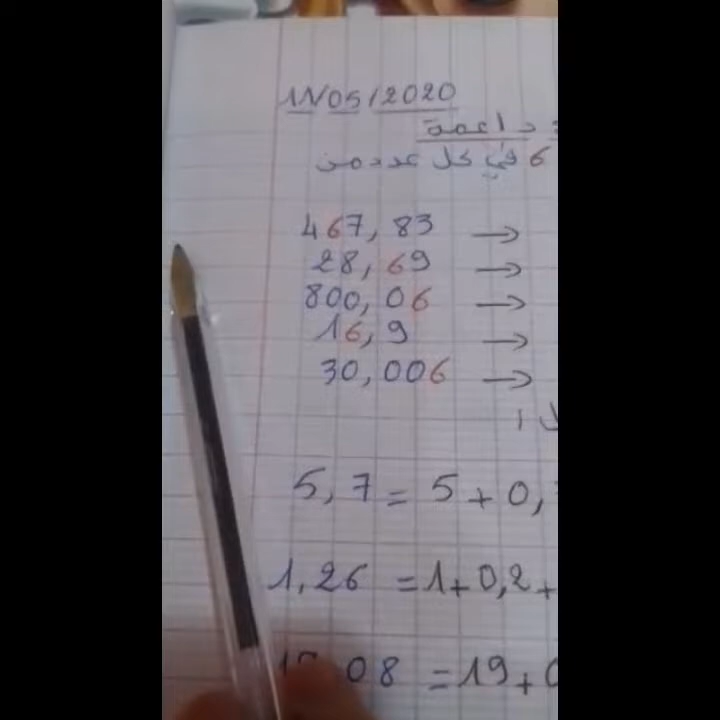 11/05/2020
داعمة
6 في كل عدد من
467,83 →
28,69 →
800,06 →
16,9 →
30,006 →
5,7 = 5 + 0,
1,26 = 1 + 0,2 +
08 = 19 + 0